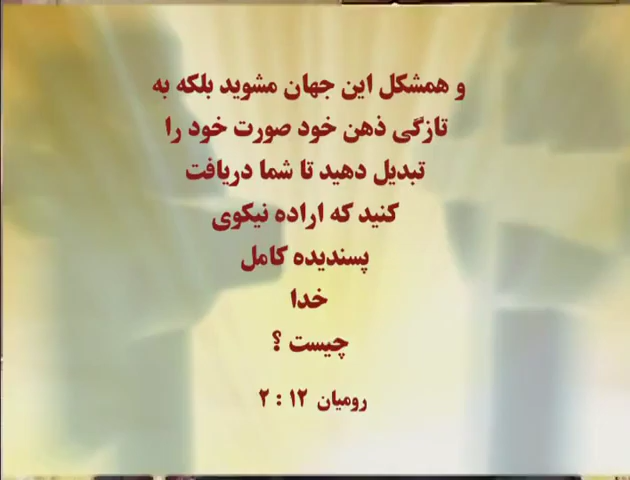 و همشکل این جهان مشوید بلکه به
تازگی ذهن خود صورت خود را
تبدیل دهید تا شما دریافت
کنید که اراده نیکوی
پسندیده کامل
خدا
چیست ؟
رومیان ۱۲ : ۲